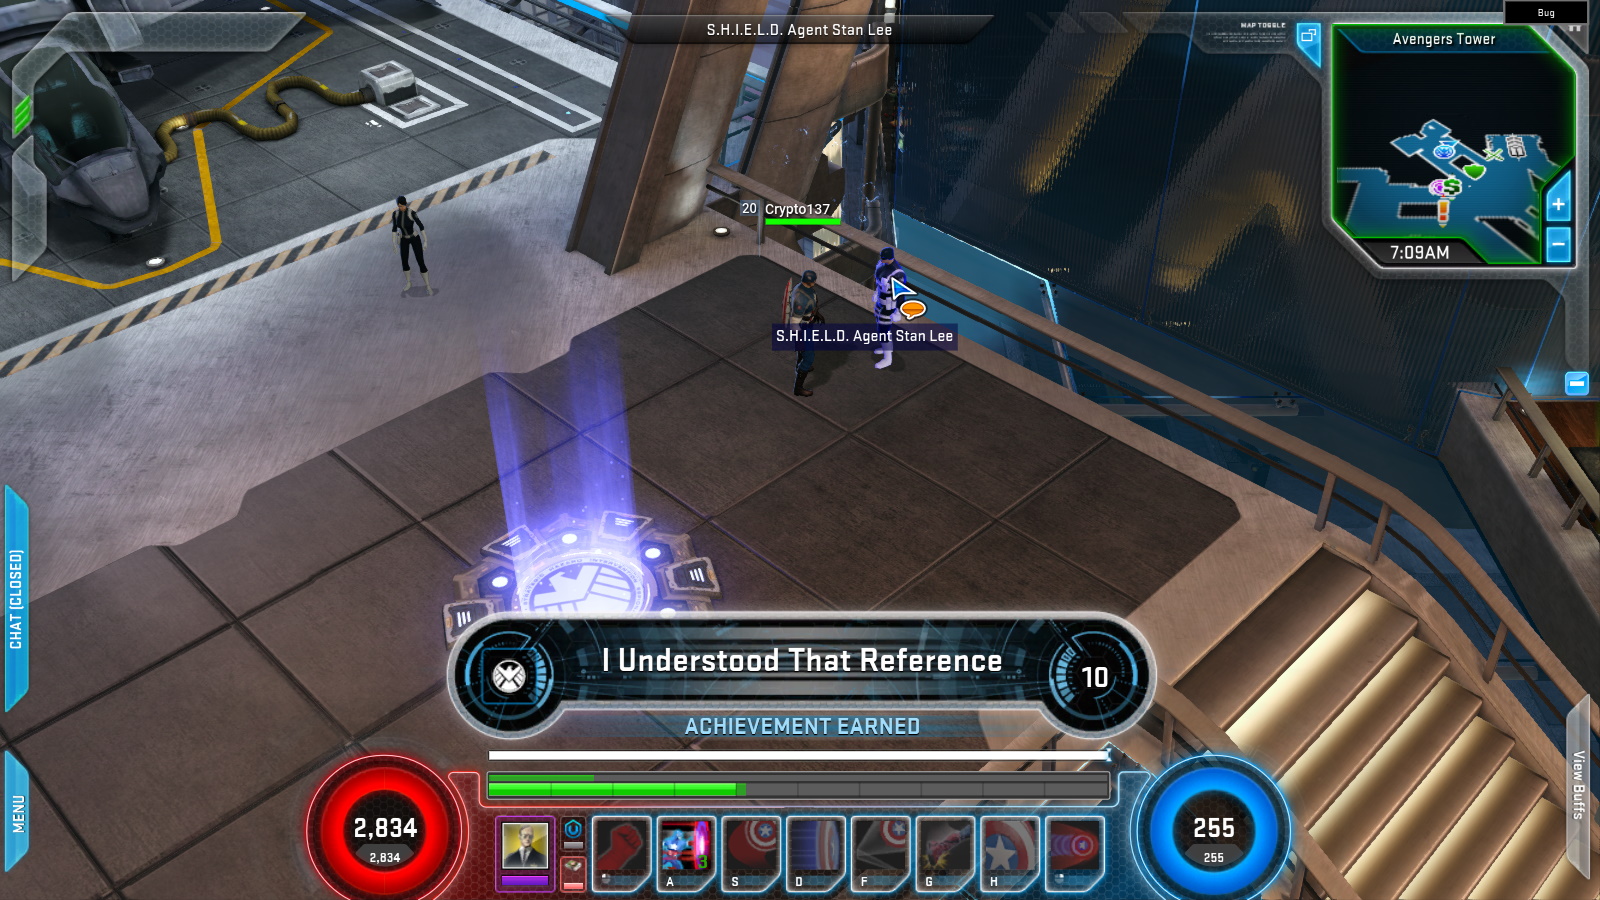 S.H.I.E.L.D. Agent Stan Lee
MAP TOGGLE
Bug
Avengers Tower
7:09AM
20 Crypto137
S.H.I.E.L.D. Agent Stan Lee
CHAT (CLOSED)
I Understood That Reference
10
ACHIEVEMENT EARNED
MENU
View Buffs
2,834
2,834
3
A
S
D
F
G
H
255
255